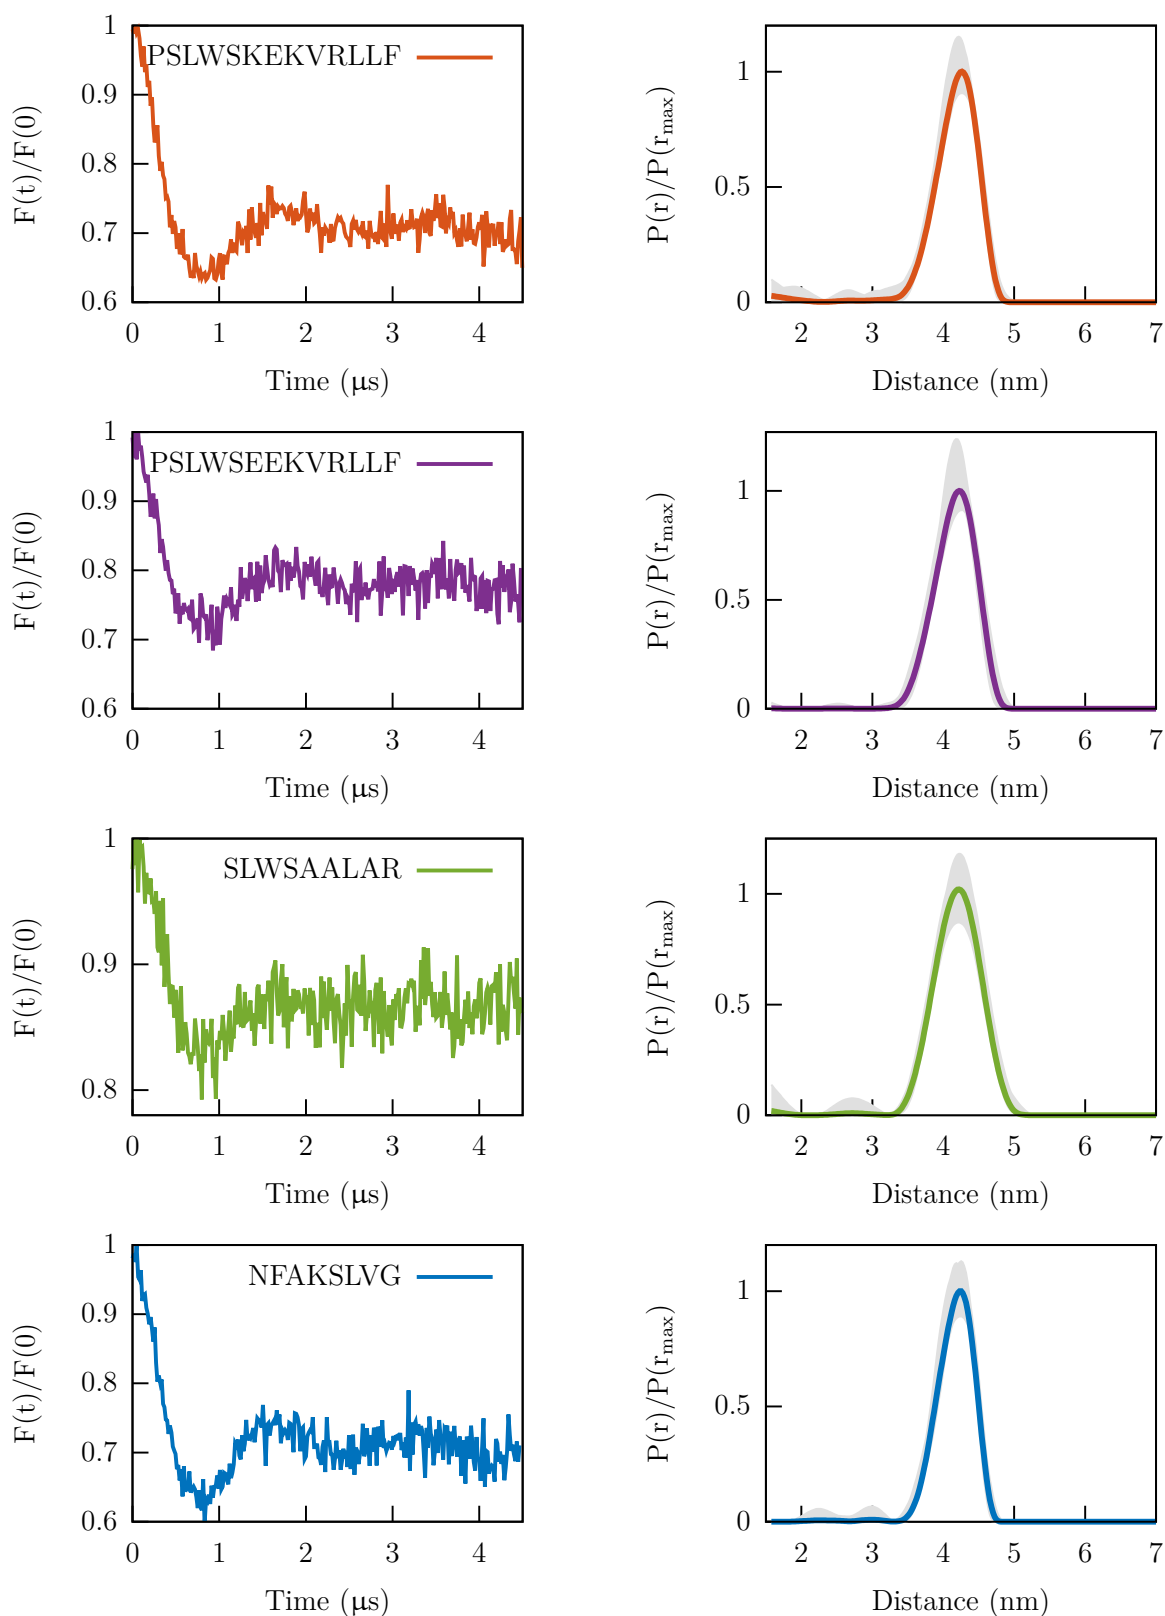 1
0.9
0.8
0.7
0.6
0 1 2 3 4
F(t)/F(0)
Time (µs)
PSLWSKEKVRLLF
1
0.5
0
2 3 4 5 6 7
P(r)/P(rmax)
Distance (nm)
1
0.9
0.8
0.7
0.6
0 1 2 3 4
F(t)/F(0)
Time (µs)
PSLWSEEKVRLLF
1
0.5
0
2 3 4 5 6 7
P(r)/P(rmax)
Distance (nm)
1
0.9
0.8
0 1 2 3 4
F(t)/F(0)
Time (µs)
SLWSAALAR
1
0.5
0
2 3 4 5 6 7
P(r)/P(rmax)
Distance (nm)
1
0.9
0.8
0.7
0.6
0 1 2 3 4
F(t)/F(0)
Time (µs)
NFAKSLVG
1
0.5
0
2 3 4 5 6 7
P(r)/P(rmax)
Distance (nm)